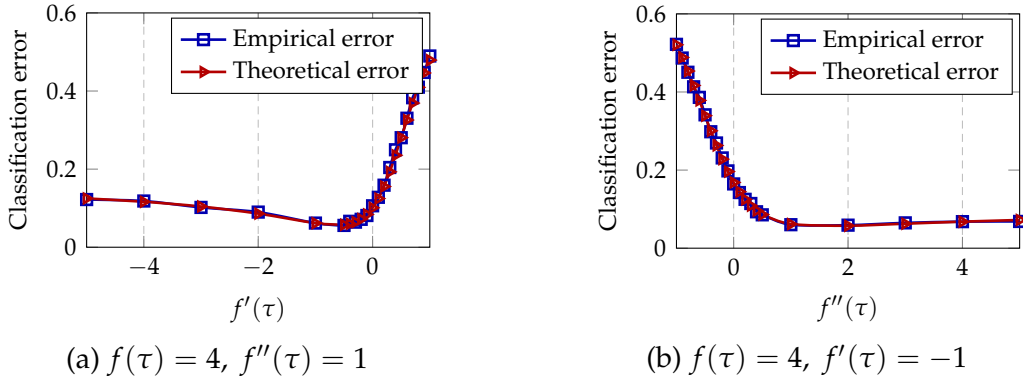 Classification error
0.6
0.4
0.2
0
Empirical error
Theoretical error
−4
−2
0
f′(τ)
(a) f(τ) = 4, f′′(τ) = 1
Classification error
0.6
0.4
0.2
0
Empirical error
Theoretical error
0
2
4
f′′(τ)
(b) f(τ) = 4, f′(τ) = −1